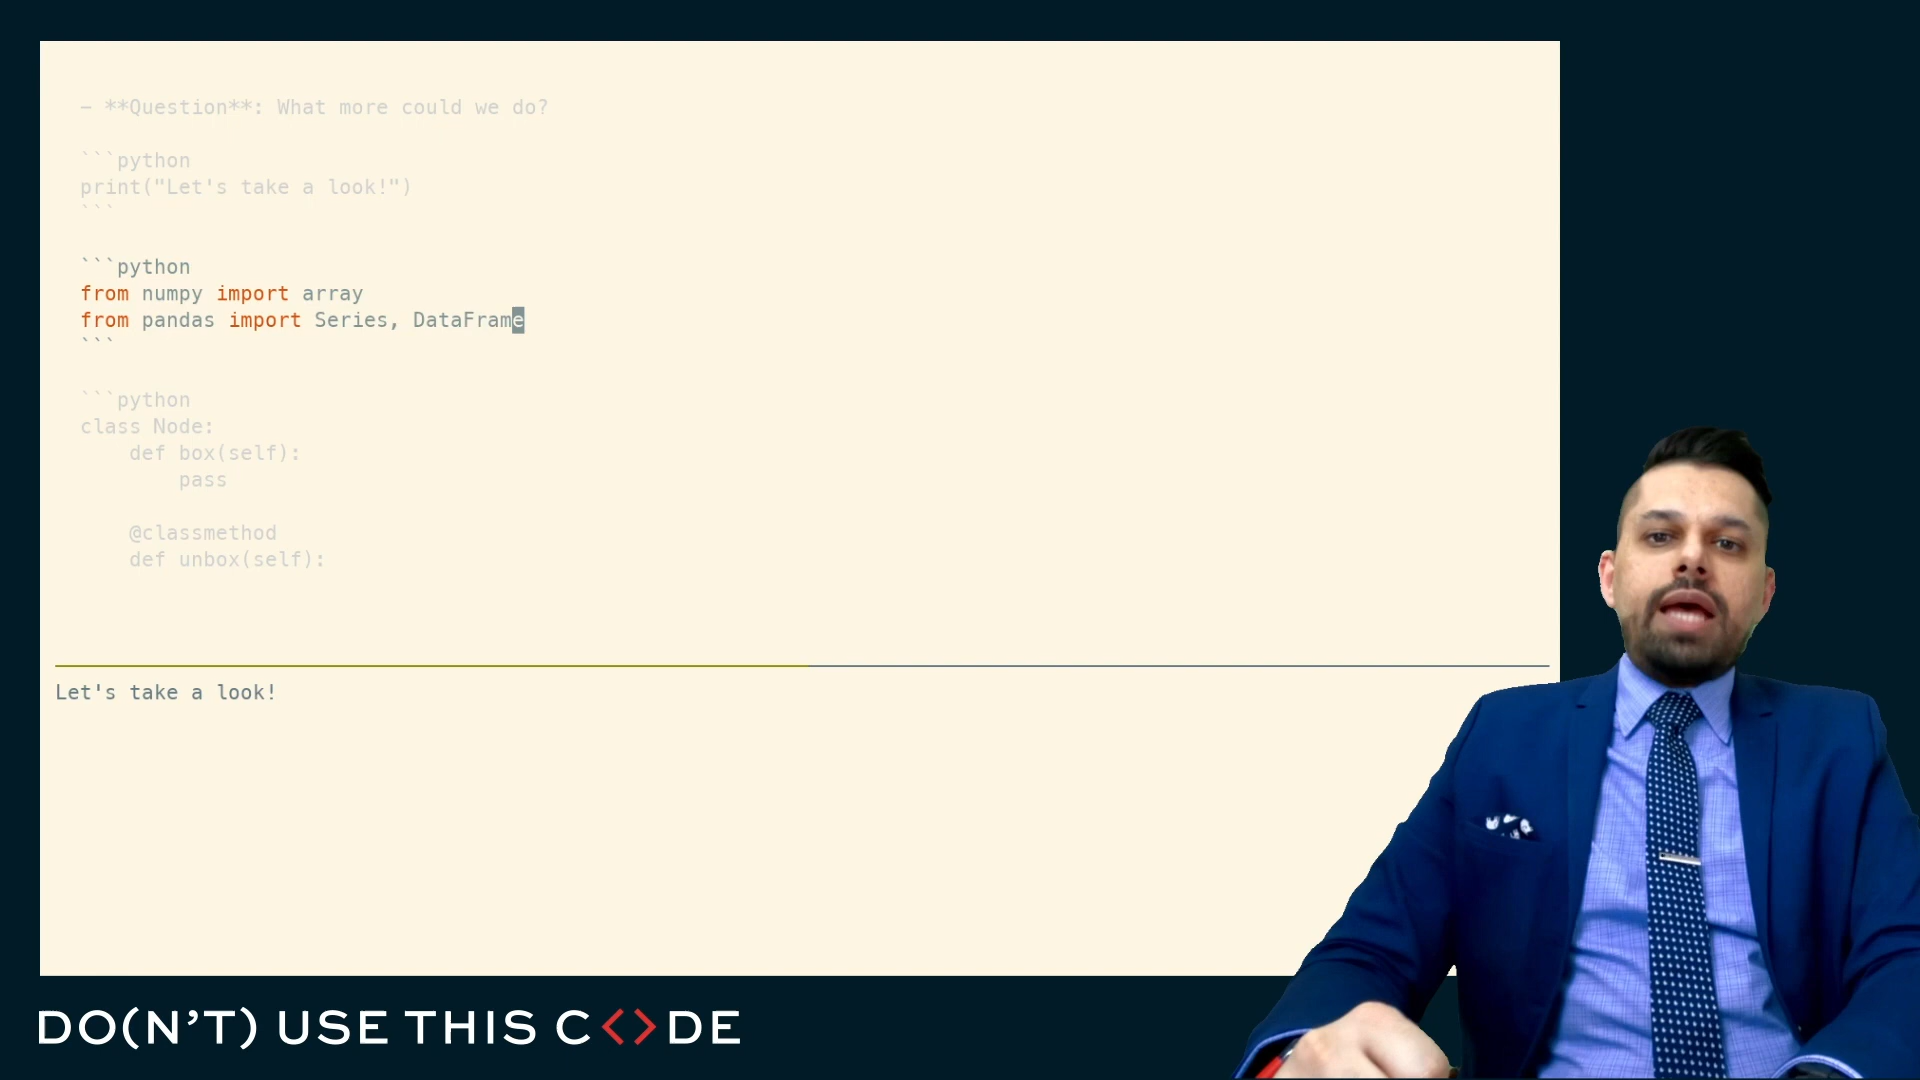 - **Question**: What more could we do?
```python
print("Let's take a look!")
```
```python
from numpy import array
from pandas import Series, DataFrame
```
```python
class Node:
    def box(self):
        pass
    @classmethod
    def unbox(self):
Let's take a look!
DO(N'T) USE THIS C<>DE